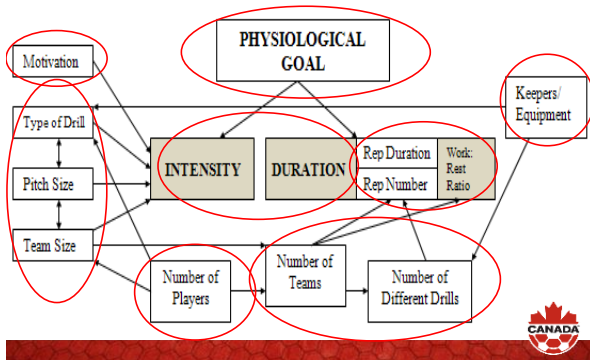 PHYSIOLOGICAL
GOAL
Motivation
Keepers/
Equipment
Type of Drill
INTENSITY
DURATION
Rep Duration
Rep Number
Work:
Rest
Ratio
Pitch Size
Team Size
Number of
Players
Number of
Teams
Number of
Different Drills
CANADA